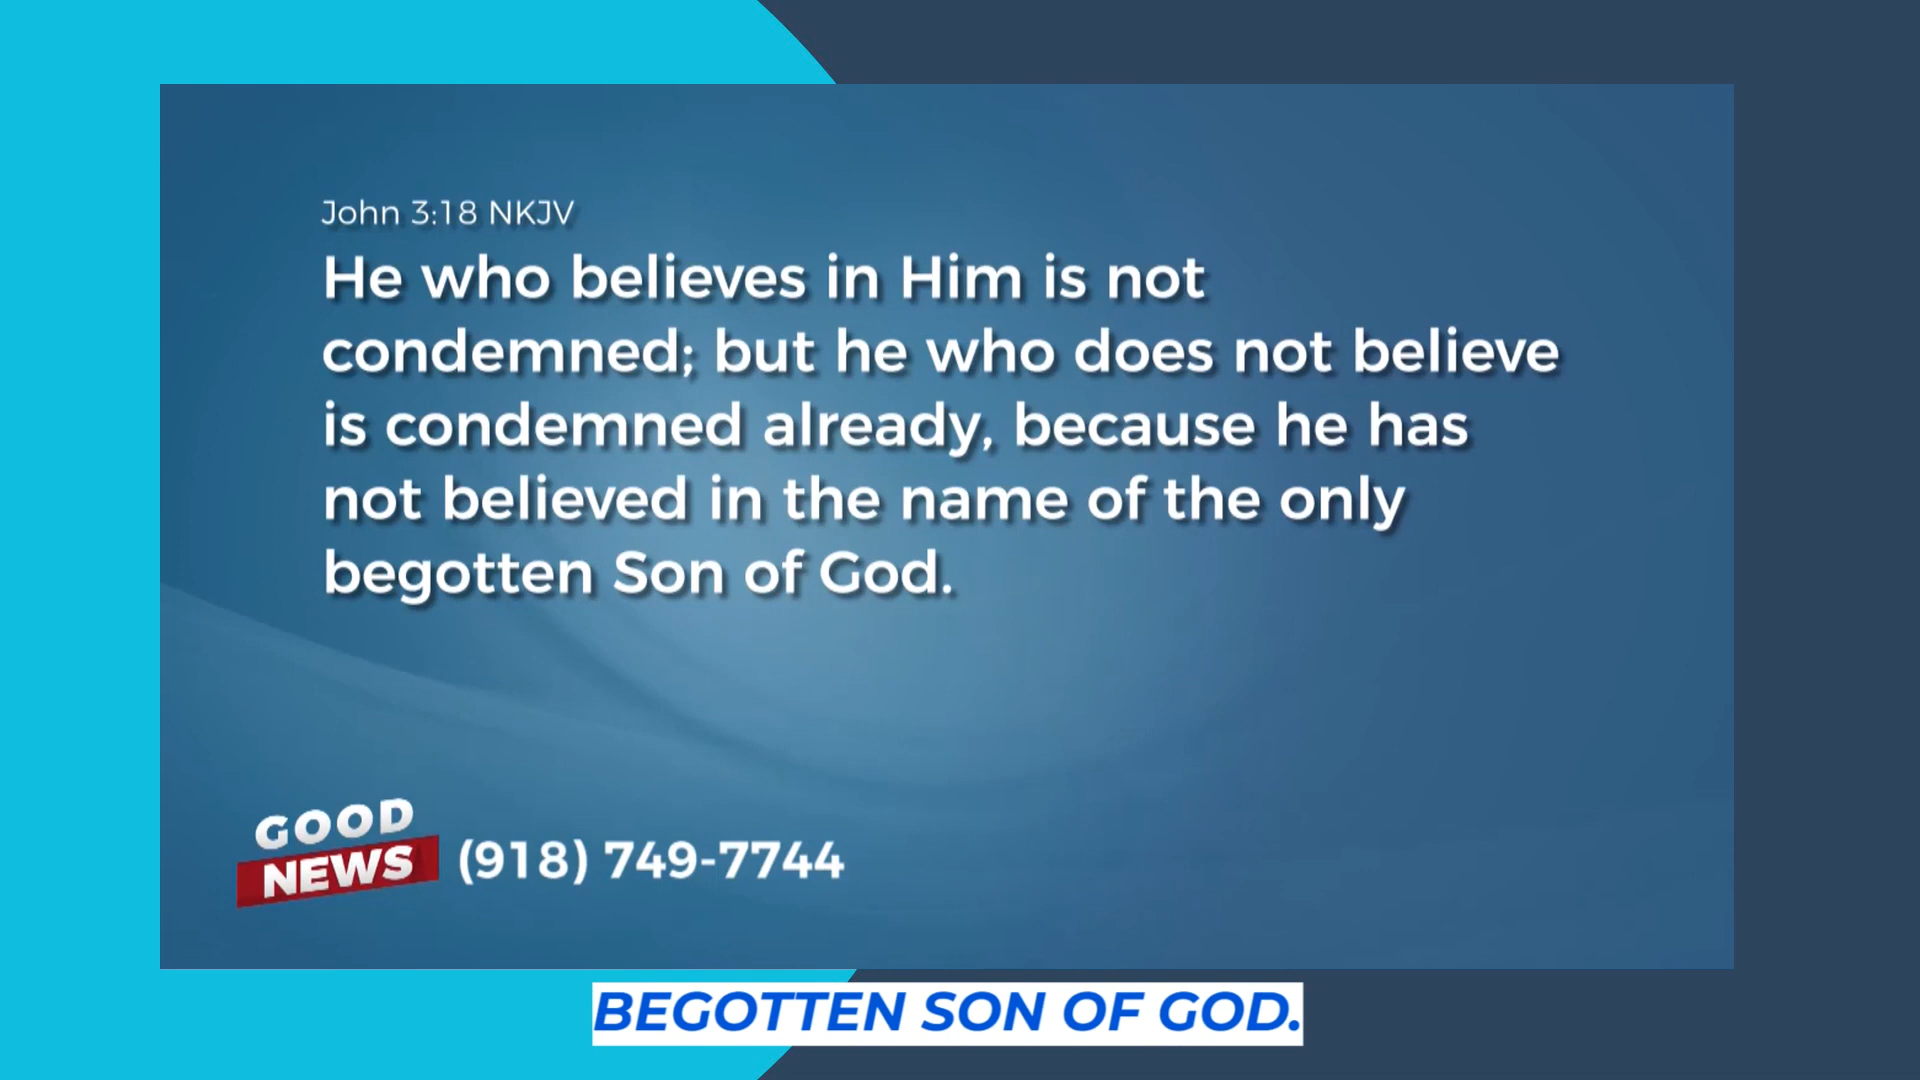 John 3:18 NKJV
He who believes in Him is not
condemned; but he who does not believe
is condemned already, because he has
not believed in the name of the only
begotten Son of God.
GOOD
NEWS
(918) 749-7744
BEGOTTEN SON OF GOD.